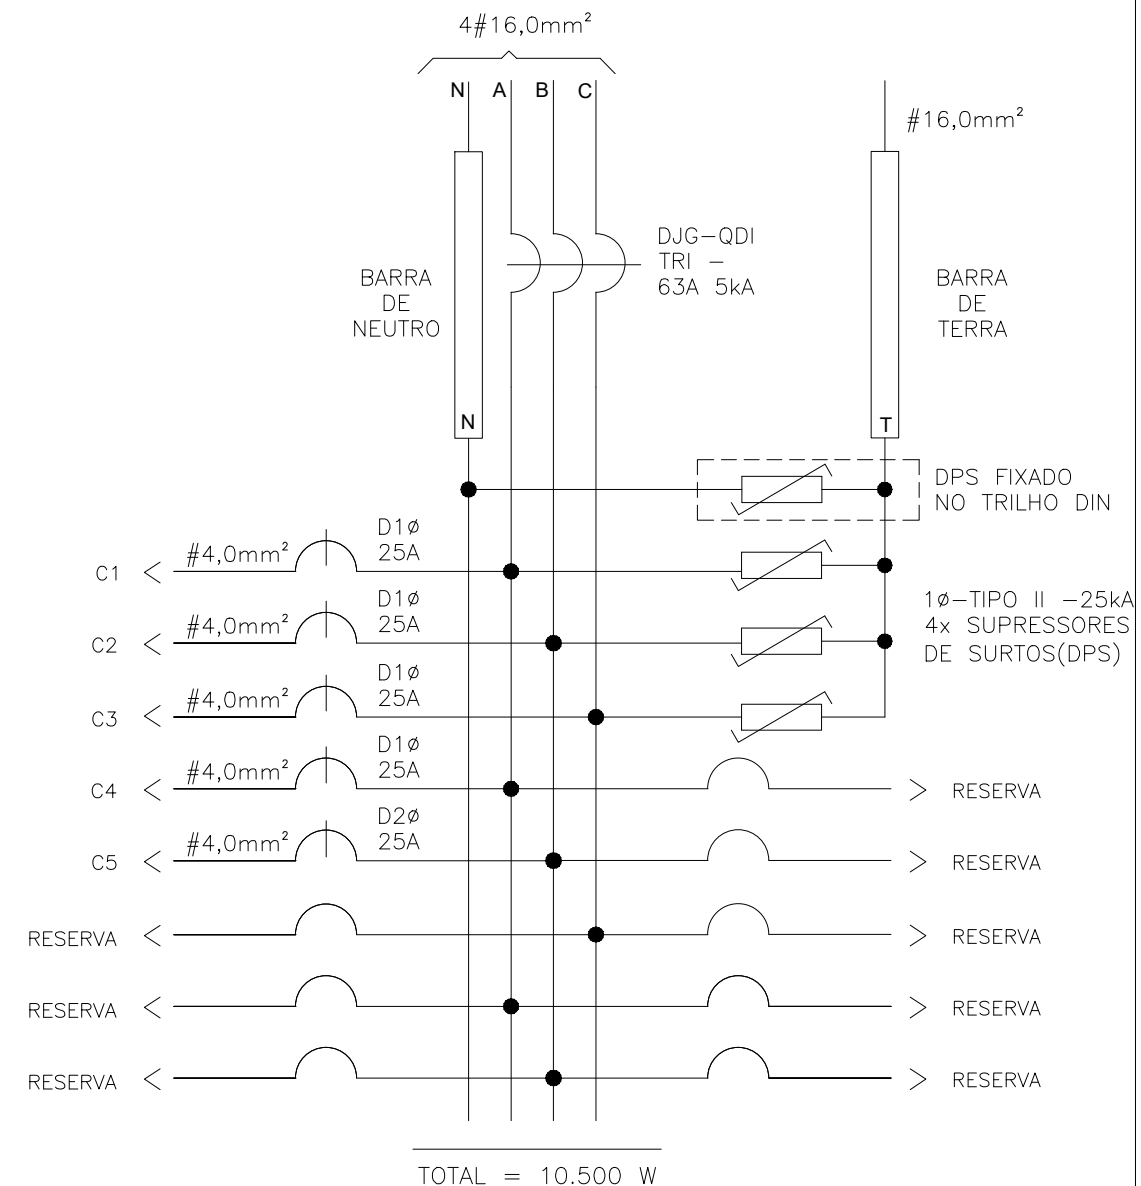 4#16,0mm²
N A B C
#16,0mm²
DJG-QDI
TRI -
63A 5kA
BARRA
DE
NEUTRO
BARRA
DE
TERRA
N
T
DPS FIXADO
NO TRILHO DIN
C1
#4,0mm²
D1ø
25A
1ø-TIPO II -25kA
4x SUPRESSORES
DE SURTOS(DPS)
C2
#4,0mm²
D1ø
25A
C3
#4,0mm²
D1ø
25A
C4
#4,0mm²
D1ø
25A
RESERVA
C5
#4,0mm²
D2ø
25A
RESERVA
RESERVA
RESERVA
RESERVA
RESERVA
RESERVA
RESERVA
TOTAL = 10.500 W